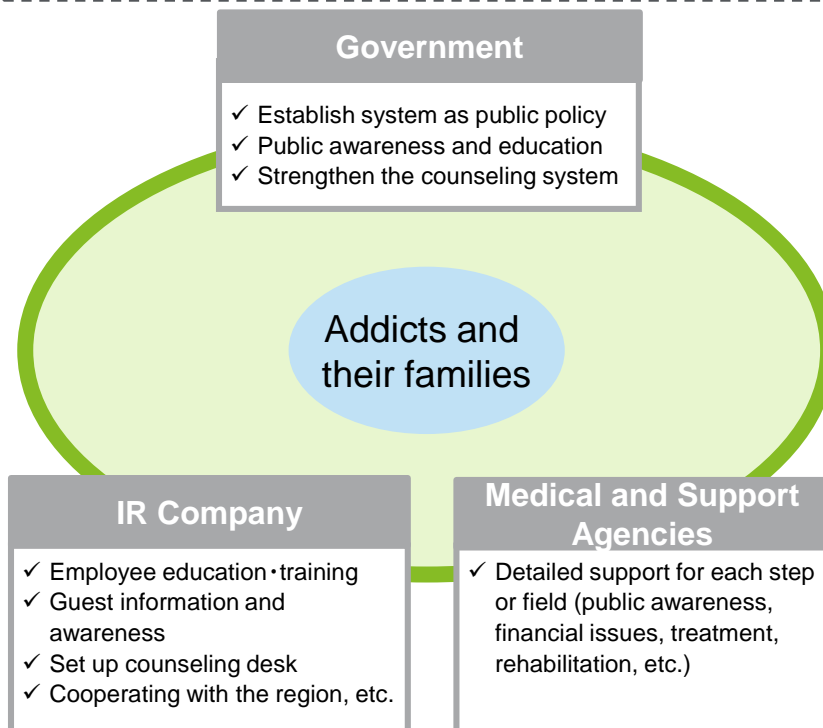 Government
✓ Establish system as public policy
✓ Public awareness and education
✓ Strengthen the counseling system
Addicts and
their families
IR Company
✓ Employee education・training
✓ Guest information and
awareness
✓ Set up counseling desk
✓ Cooperating with the region, etc.
Medical and Support
Agencies
✓ Detailed support for each step
or field (public awareness,
financial issues, treatment,
rehabilitation, etc.)